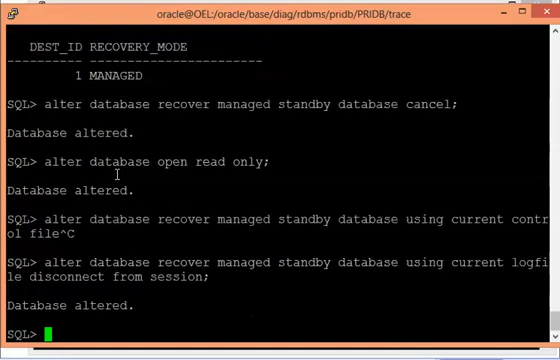 oracle@OEL:/oracle/base/diag/rdbms/pridb/PRIDB/trace
DEST_ID RECOVERY_MODE
---------- -----------------------
1 MANAGED
SQL> alter database recover managed standby database cancel;
Database altered.
SQL> alter database open read only;
Database altered.
SQL> alter database recover managed standby database using current contr
ol file^C
SQL> alter database recover managed standby database using current logfi
le disconnect from session;
Database altered.
SQL>